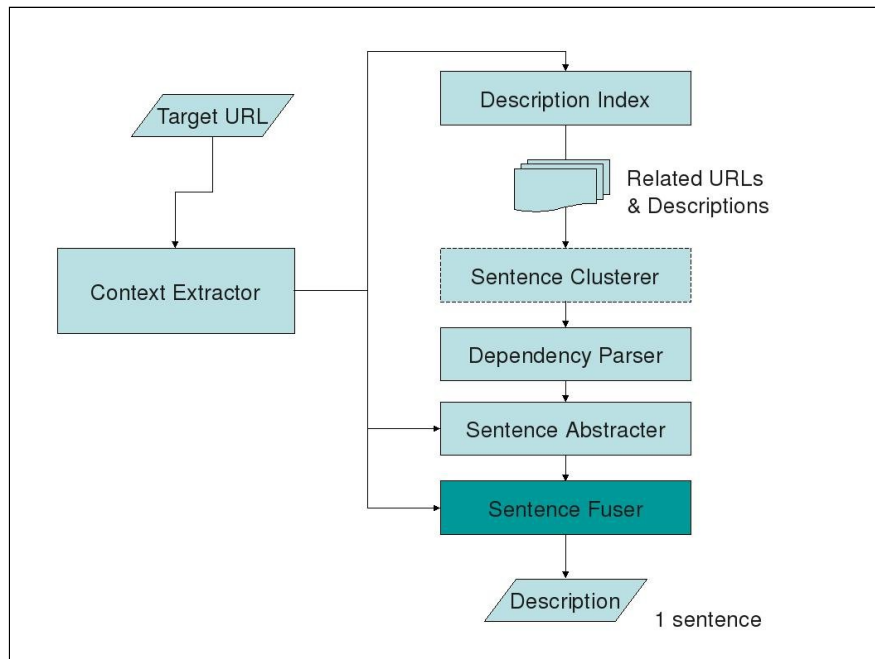 Target URL
Context Extractor
Description Index
Related URLs
& Descriptions
Sentence Clusterer
Dependency Parser
Sentence Abstracter
Sentence Fuser
Description
1 sentence